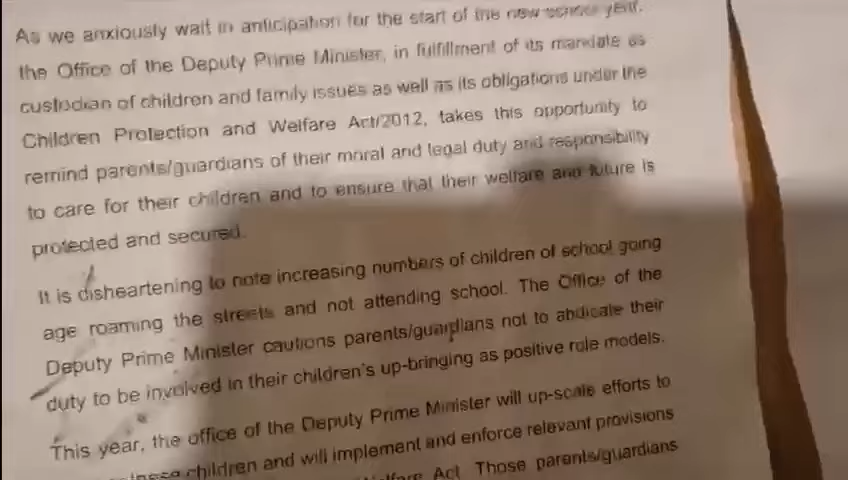 As we anxiously wait in anticipation for the start of the new school year,
the Office of the Deputy Prime Minister, in fulfillment of its mandate as
custodian of children and family issues as well as its obligations under the
Children Protection and Welfare Act/2012, takes this opportunity to
remind parents/guardians of their moral and legal duty and responsibility
to care for their children and to ensure that their welfare and future is
protected and secured.
It is disheartening to note increasing numbers of children of school going
age roaming the streets and not attending school. The Office of the
Deputy Prime Minister cautions parents/guardians not to abdicate their
duty to be involved in their children's up-bringing as positive role models.
This year, the office of the Deputy Prime Minister will up-scale efforts to
children and will implement and enforce relevant provisions
Act. Those parents/guardians